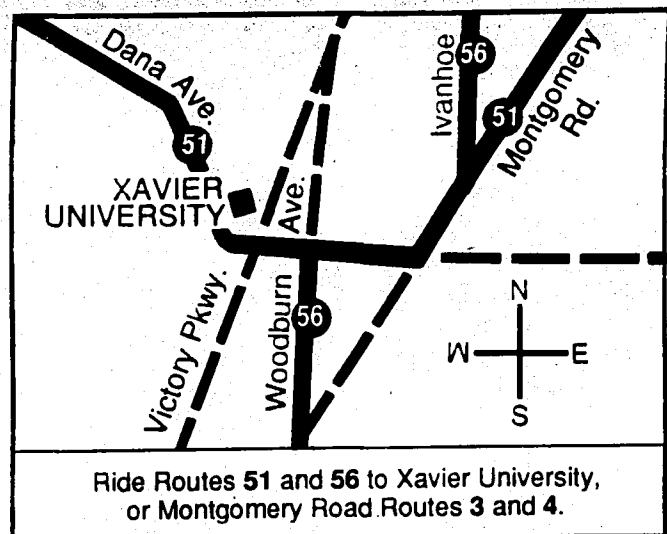 Dana Ave.
51
XAVIER
UNIVERSITY
Victory Pkwy.
Woodburn Ave.
56
Ivanhoe
56
51
Montgomery
Rd.
N
W
E
S
Ride Routes 51 and 56 to Xavier University,
or Montgomery Road Routes 3 and 4.